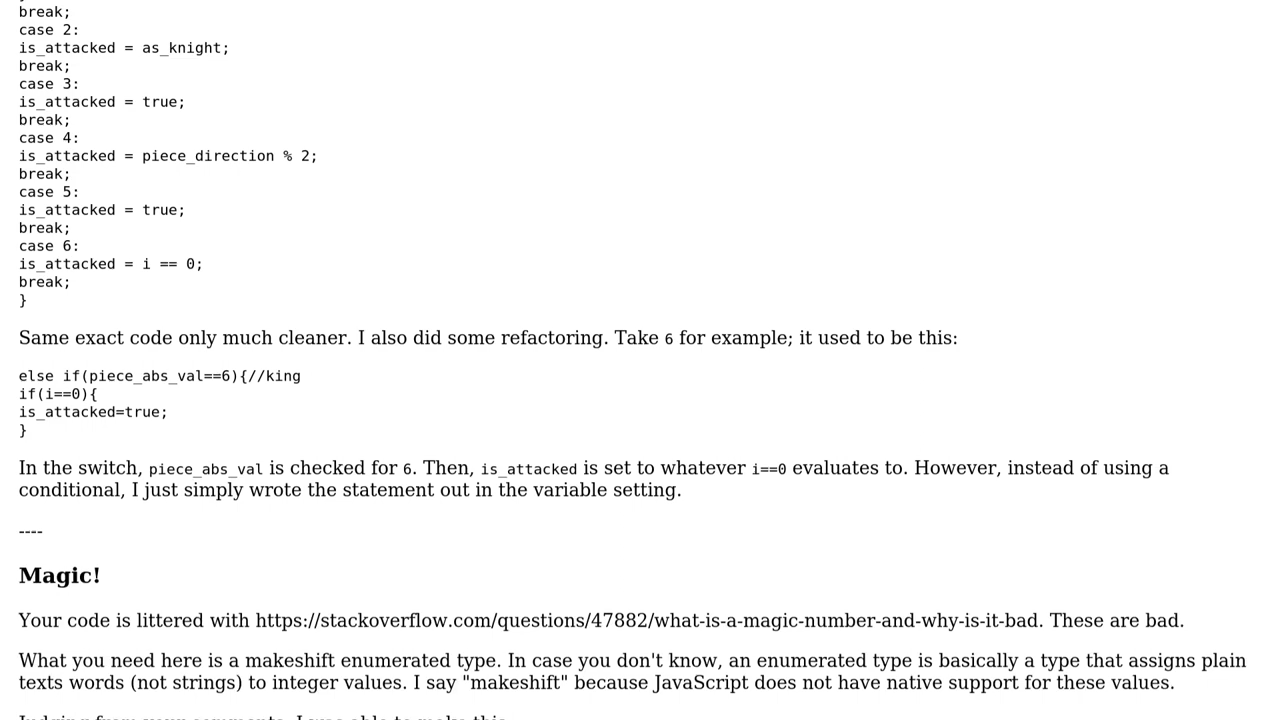 break;
case 2:
is_attacked = as_knight;
break;
case 3:
is_attacked = true;
break;
case 4:
is_attacked = piece_direction % 2;
break;
case 5:
is_attacked = true;
break;
case 6:
is_attacked = i == 0;
break;
}
Same exact code only much cleaner. I also did some refactoring. Take 6 for example; it used to be this:
else if(piece_abs_val==6){//king
if(i==0){
is_attacked=true;
}
In the switch, piece_abs_val is checked for 6. Then, is_attacked is set to whatever i==0 evaluates to. However, instead of using a
conditional, I just simply wrote the statement out in the variable setting.
----
Magic!
Your code is littered with https://stackoverflow.com/questions/47882/what-is-a-magic-number-and-why-is-it-bad. These are bad.
What you need here is a makeshift enumerated type. In case you don't know, an enumerated type is basically a type that assigns plain
texts words (not strings) to integer values. I say "makeshift" because JavaScript does not have native support for these values.